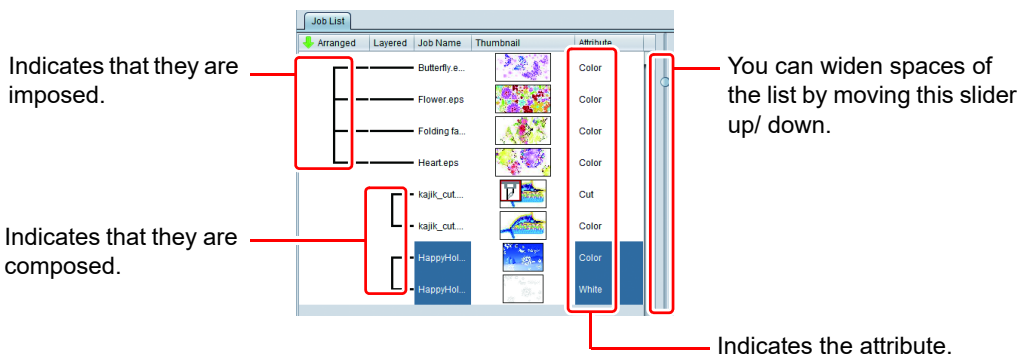 Job List
Arranged Layered Job Name Thumbnail Attribute
Indicates that they are
imposed.
Butterfly.e... Color
Flower.eps Color
Folding fa... Color
Heart.eps Color
kajik_cut.... Cut
kajik_cut.... Color
HappyHol... Color
HappyHol... White
You can widen spaces of
the list by moving this slider
up/ down.
Indicates that they are
composed.
Indicates the attribute.